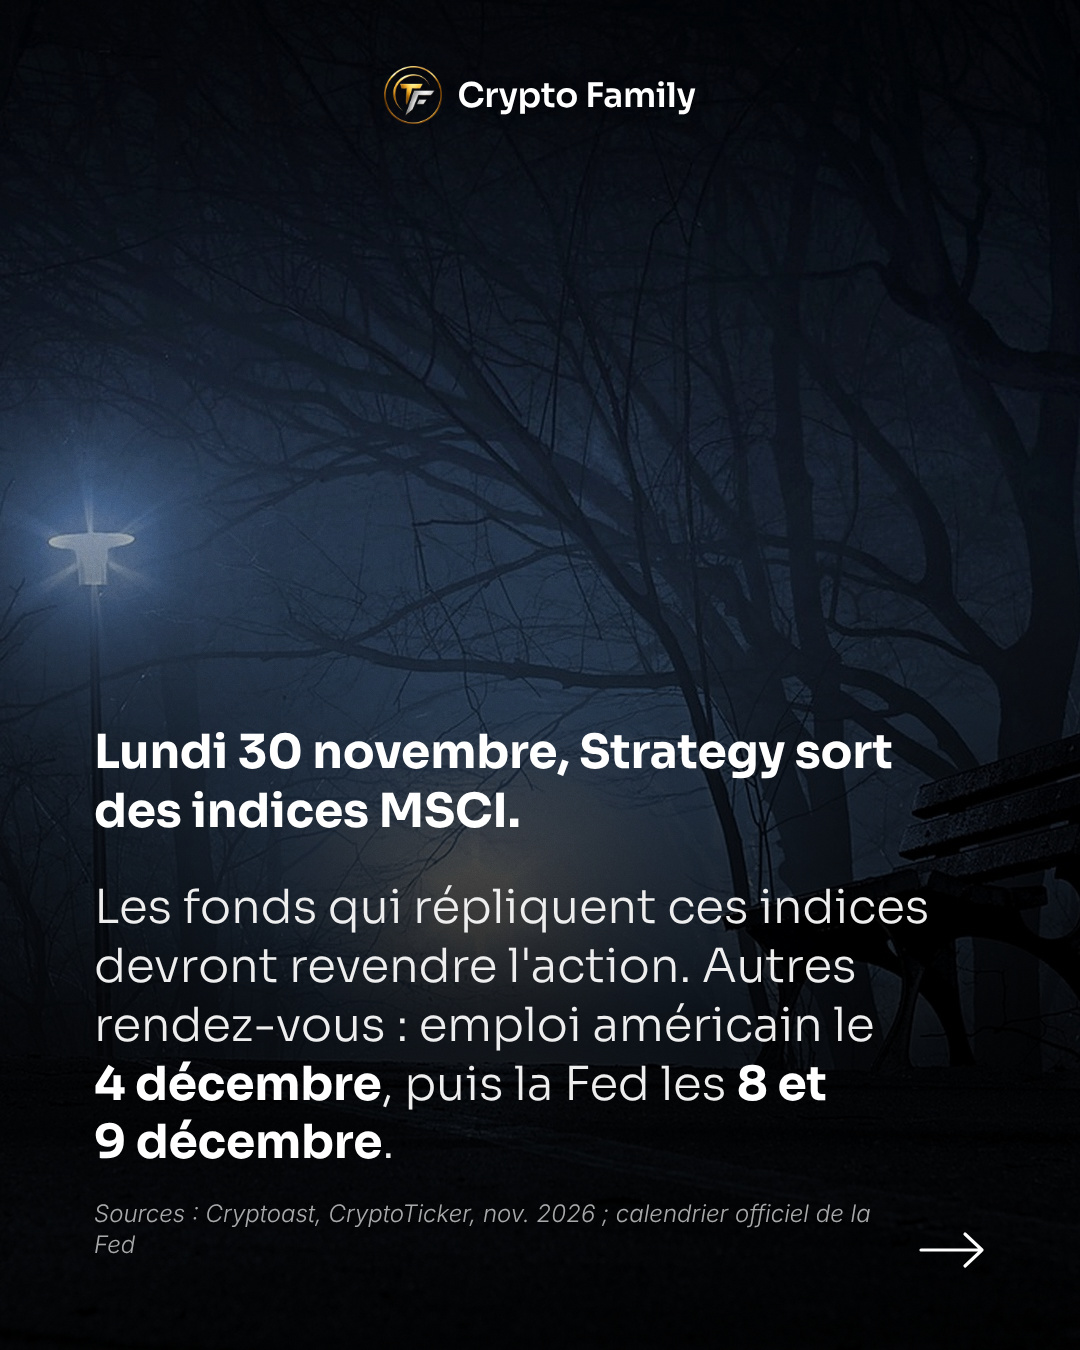 Crypto Family
Lundi 30 novembre, Strategy sort
des indices MSCI.
Les fonds qui répliquent ces indices
devront revendre l'action. Autres
rendez-vous : emploi américain le
4 décembre, puis la Fed les 8 et
9 décembre.
Sources : Cryptoast, CryptoTicker, nov. 2026 ; calendrier officiel de la
Fed